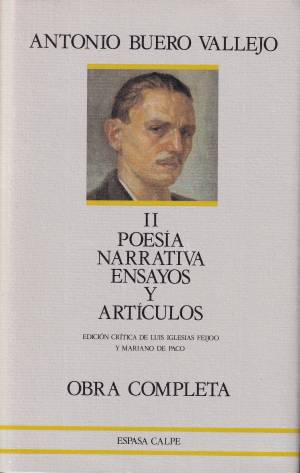 ANTONIO BUERO VALLEJO
II
POESÍA
NARRATIVA
ENSAYOS
Y
ARTÍCULOS
EDICIÓN CRÍTICA DE LUIS IGLESIAS FEIJOO
Y MARIANO DE PACO
OBRA COMPLETA
ESPASA CALPE